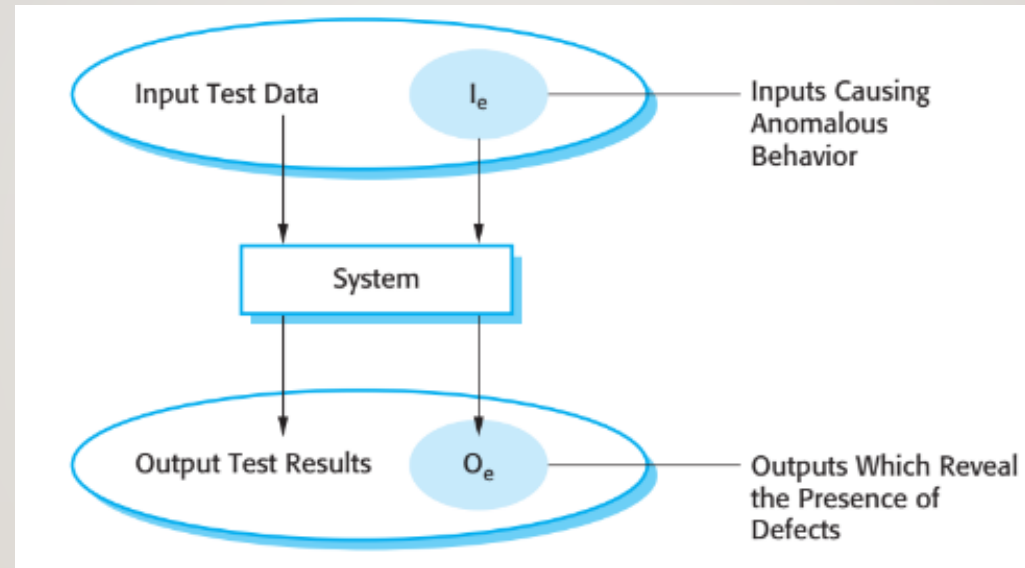 Input Test Data
Iₑ
Inputs Causing
Anomalous
Behavior
System
Output Test Results
Oₑ
Outputs Which Reveal
the Presence of
Defects